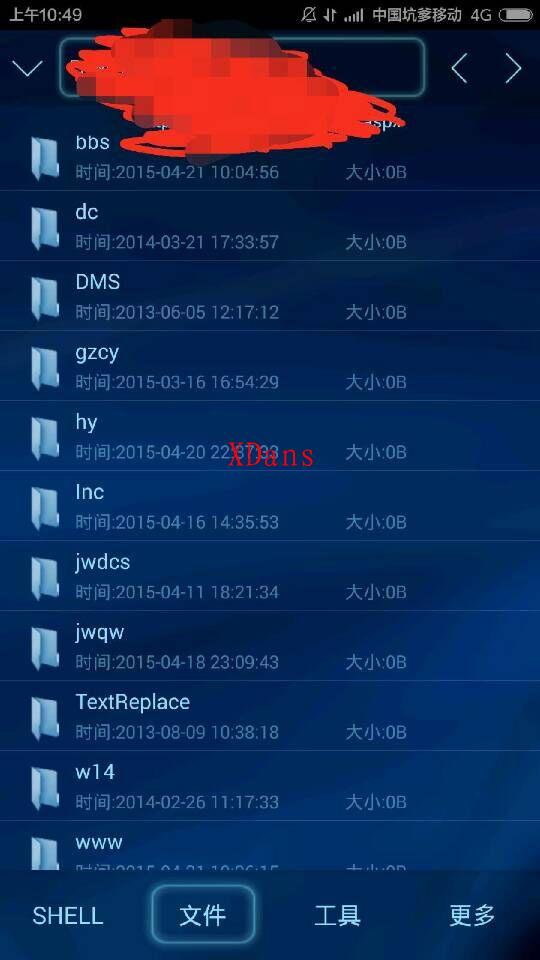 上午10:49 中国坑爹移动 4G
aspx
bbs
时间:2015-04-21 10:04:56 大小:0B
dc
时间:2014-03-21 17:33:57 大小:0B
DMS
时间:2013-06-05 12:17:12 大小:0B
gzcy
时间:2015-03-16 16:54:29 大小:0B
hy
时间:2015-04-20 22:37:33 大小:0B
XDans
Inc
时间:2015-04-16 14:35:53 大小:0B
jwdcs
时间:2015-04-11 18:21:34 大小:0B
jwqw
时间:2015-04-18 23:09:43 大小:0B
TextReplace
时间:2013-08-09 10:38:18 大小:0B
w14
时间:2014-02-26 11:17:33 大小:0B
www
SHELL 文件 工具 更多